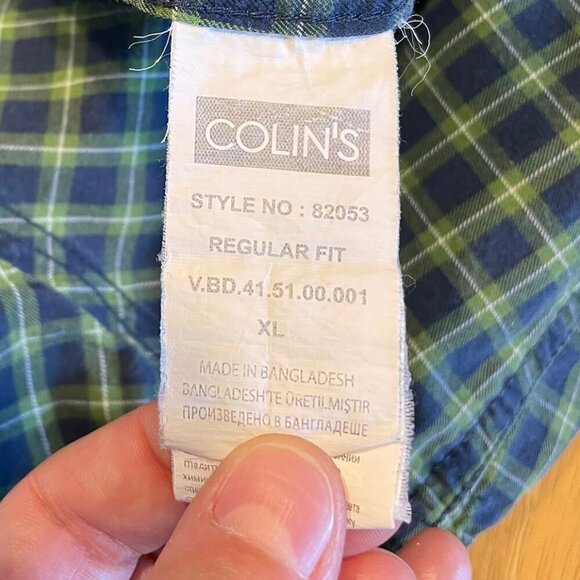 COLIN'S
STYLE NO : 82053
REGULAR FIT
V.BD.41.51.00.001
XL
MADE IN BANGLADESH
BANGLADESH'TE ÜRETİLMİŞTİR
ПРОИЗВЕДЕНО В БАНГЛАДЕШЕ